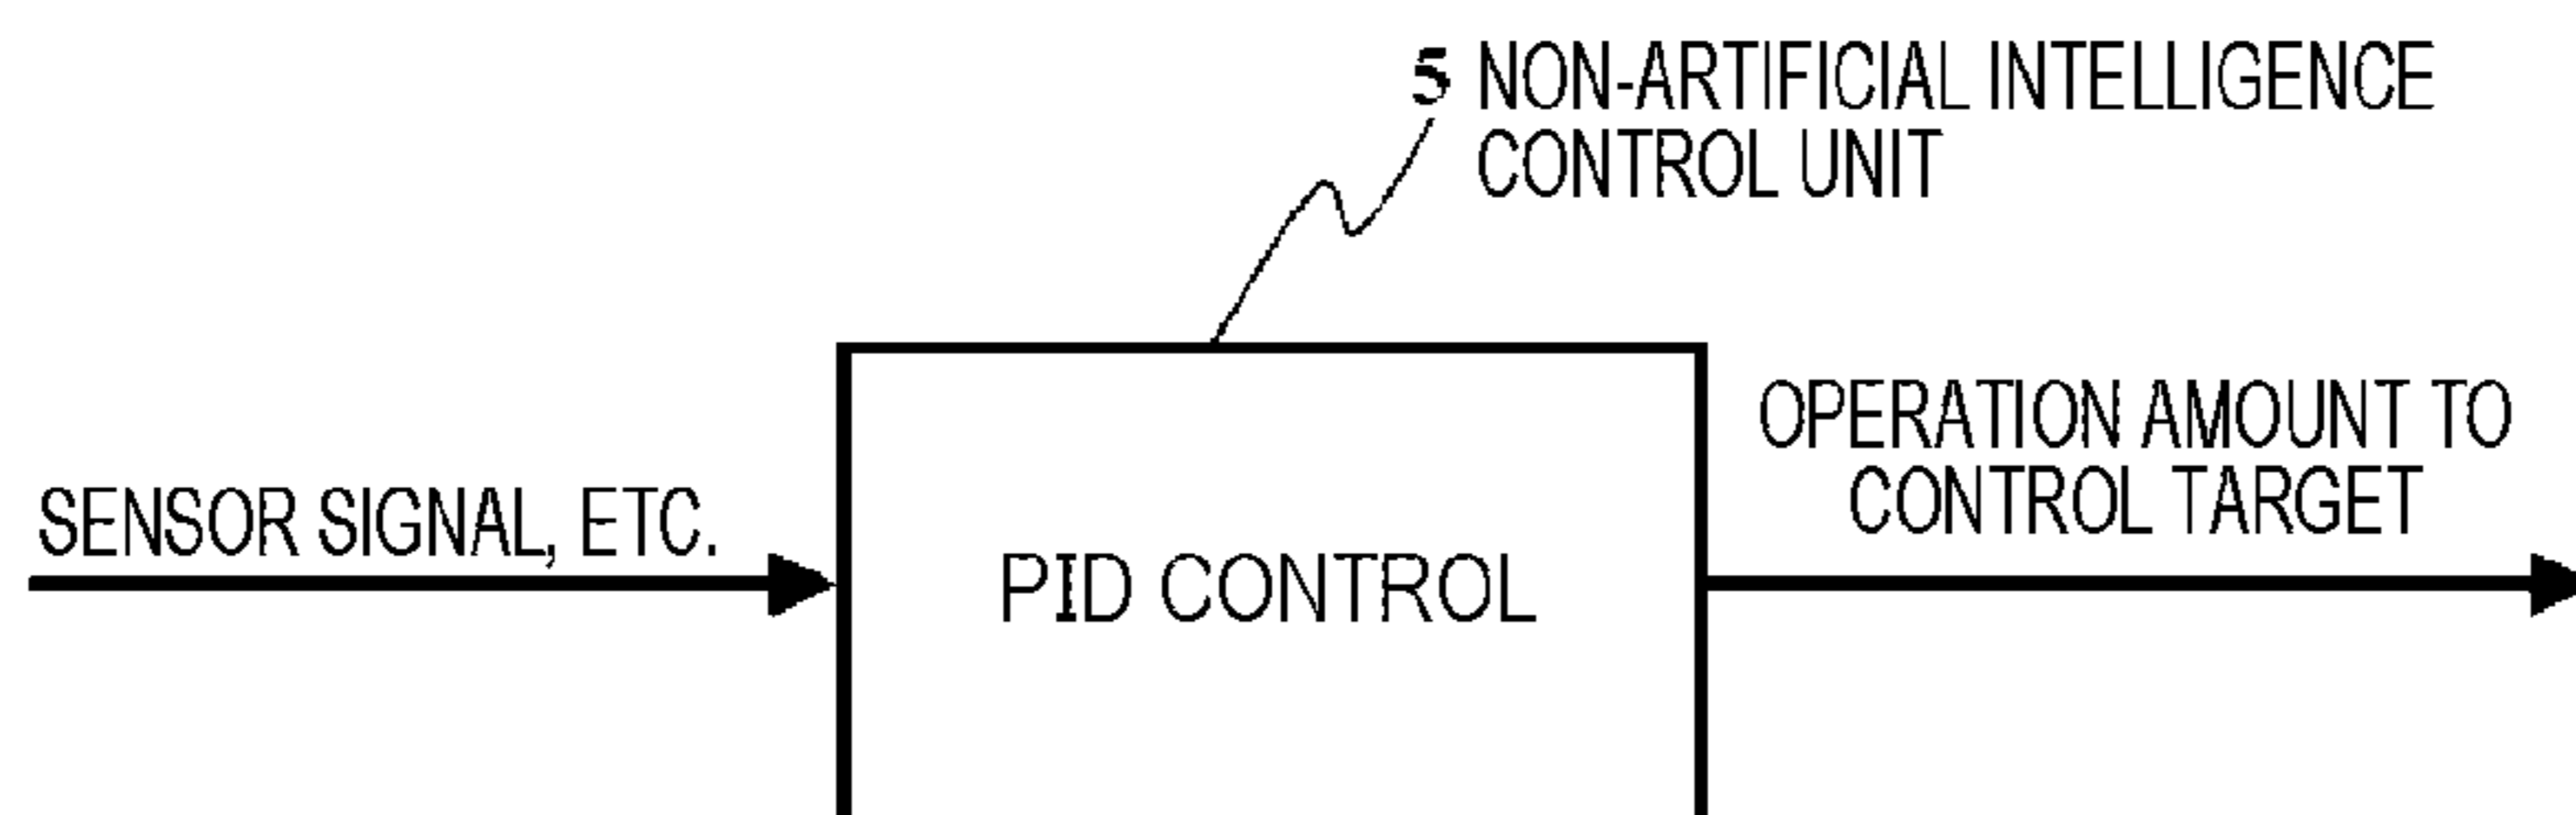 5 NON-ARTIFICIAL INTELLIGENCE
CONTROL UNIT
OPERATION AMOUNT TO
CONTROL TARGET
SENSOR SIGNAL, ETC.
PID CONTROL